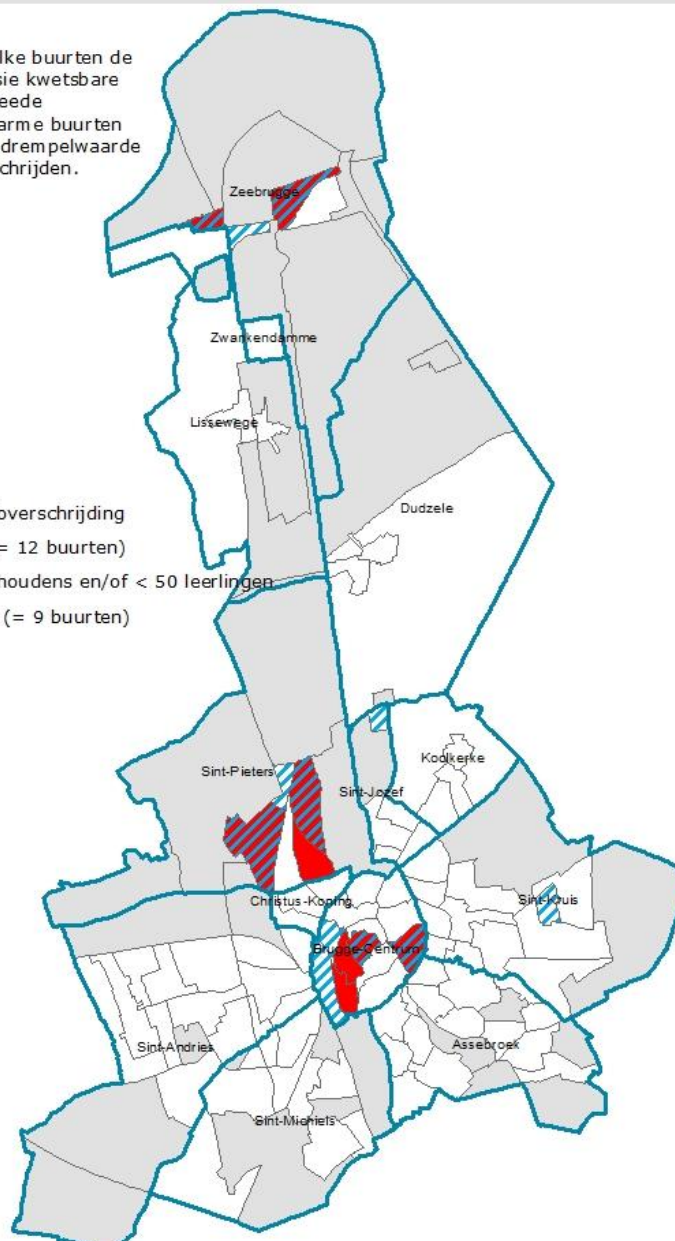 lke buurten de
sie kwetsbare
eede
arme buurten
drempelwaarde
chrijden.
Zeebrugge
Zwankendamme
Lissewege
overschrijding
Dudzele
= 12 buurten)
houdens en/of < 50 leerlingen
(= 9 buurten)
Sint-Pieters
Koolkerke
Sint-Jozef
Christus-Koning
Sint-Kruis
Brugge-Centrum
Sint-Andries
Assebroek
Sint-Michiels